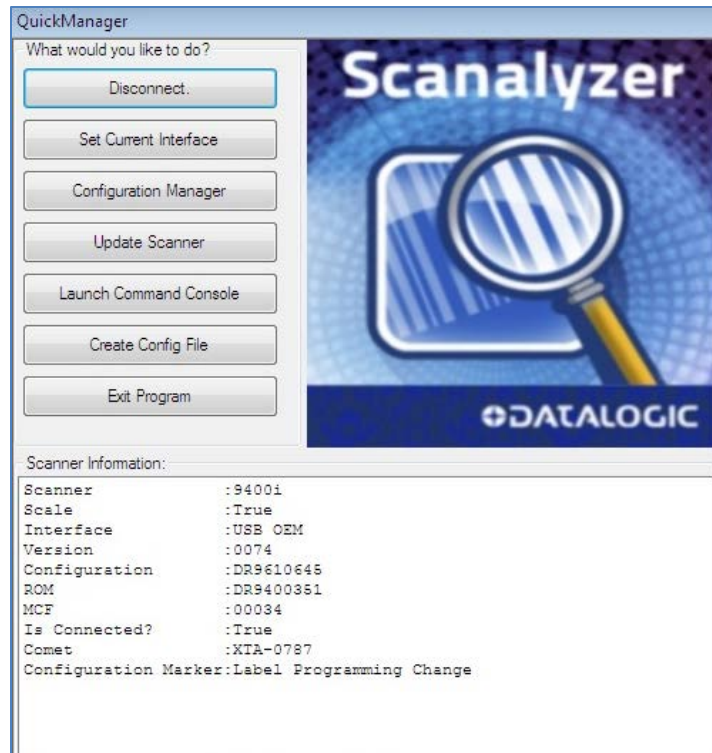 QuickManager
What would you like to do?
Disconnect.
Set Current Interface
Configuration Manager
Update Scanner
Launch Command Console
Create Config File
Exit Program
Scanalyzer
DATALOGIC
Scanner Information:
Scanner :9400i
Scale :True
Interface :USB OEM
Version :0074
Configuration :DR9610645
ROM :DR9400351
MCF :00034
Is Connected? :True
Comet :XTA-0787
Configuration Marker:Label Programming Change